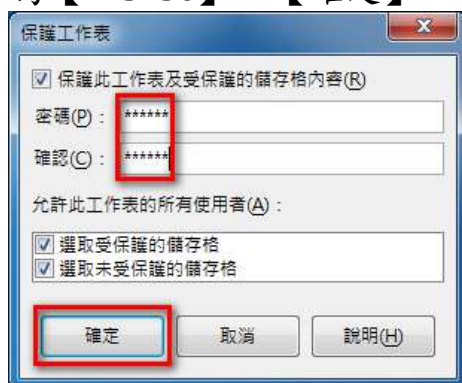 保護工作表
保護此工作表及受保護的儲存格內容(R)
密碼(P)： ******
確認(C)： ******
允許此工作表的所有使用者(A)：
選取受保護的儲存格
選取未受保護的儲存格
確定 取消 說明(H)